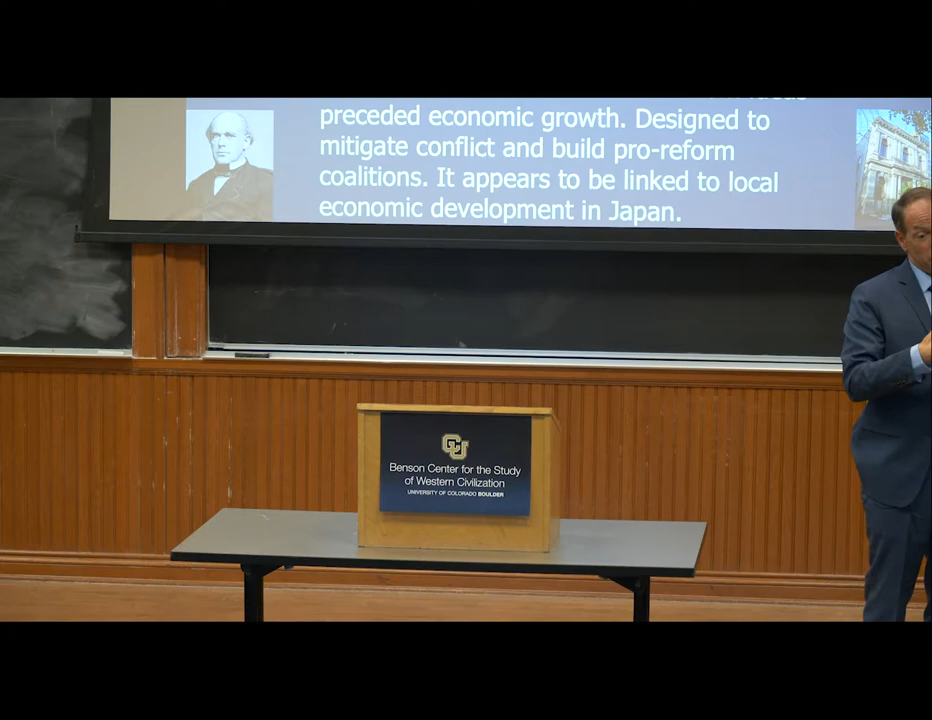 preceded economic growth. Designed to
mitigate conflict and build pro-reform
coalitions. It appears to be linked to local
economic development in Japan.
CU
Benson Center for the Study
of Western Civilization
UNIVERSITY OF COLORADO BOULDER